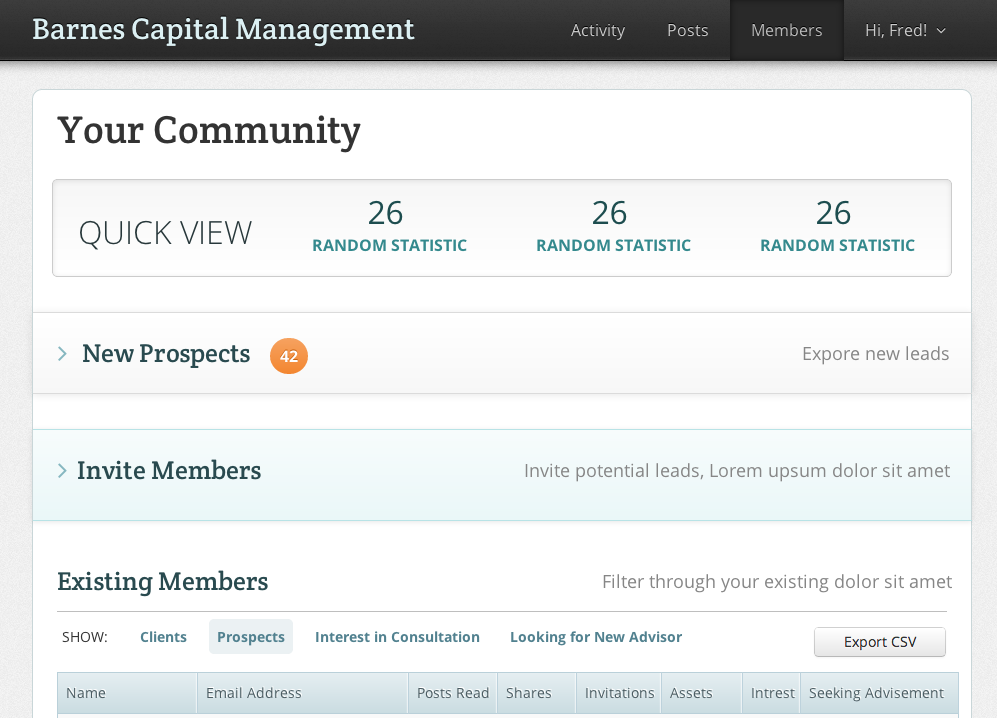 Barnes Capital Management
Activity Posts Members Hi, Fred!
Your Community
QUICK VIEW
26 26 26
RANDOM STATISTIC RANDOM STATISTIC RANDOM STATISTIC
New Prospects 42 Expore new leads
Invite Members Invite potential leads, Lorem upsum dolor sit amet
Existing Members Filter through your existing dolor sit amet
SHOW: Clients Prospects Interest in Consultation Looking for New Advisor Export CSV
Name Email Address Posts Read Shares Invitations Assets Intrest Seeking Advisement